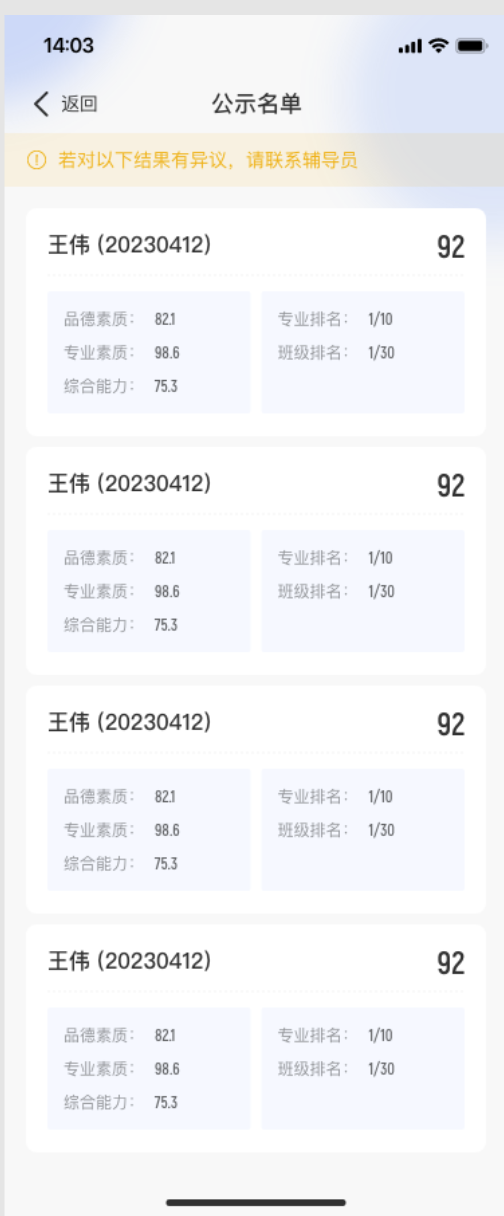 14:03
返回 公示名单
若对以下结果有异议，请联系辅导员
王伟 (20230412) 92
品德素质： 82.1 专业排名： 1/10
专业素质： 98.6 班级排名： 1/30
综合能力： 75.3
王伟 (20230412) 92
品德素质： 82.1 专业排名： 1/10
专业素质： 98.6 班级排名： 1/30
综合能力： 75.3
王伟 (20230412) 92
品德素质： 82.1 专业排名： 1/10
专业素质： 98.6 班级排名： 1/30
综合能力： 75.3
王伟 (20230412) 92
品德素质： 82.1 专业排名： 1/10
专业素质： 98.6 班级排名： 1/30
综合能力： 75.3